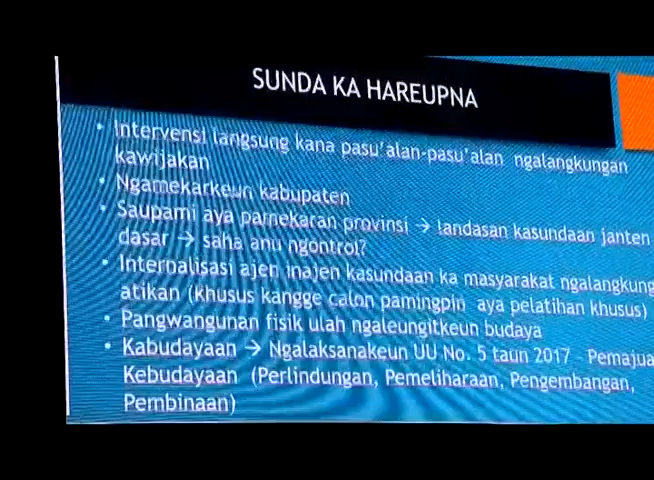 SUNDA KA HAREUPNA
• Intervensi langsung kana pasu'alan-pasu'alan ngalangkungan
kawijakan
• Ngamekarkeun kabupaten
• Saupami aya pamekaran provinsi → landasan kasundaan janten
dasar → saha anu ngontrol?
• Internalisasi ajen inajen kasundaan ka masyarakat ngalangkung
atikan (khusus kangge calon pamingpin aya pelatihan khusus)
• Pangwangunan fisik ulah ngaleungitkeun budaya
• Kabudayaan → Ngalaksanakeun UU No. 5 taun 2017 - Pemajua
Kebudayaan (Perlindungan, Pemeliharaan, Pengembangan,
Pembinaan)